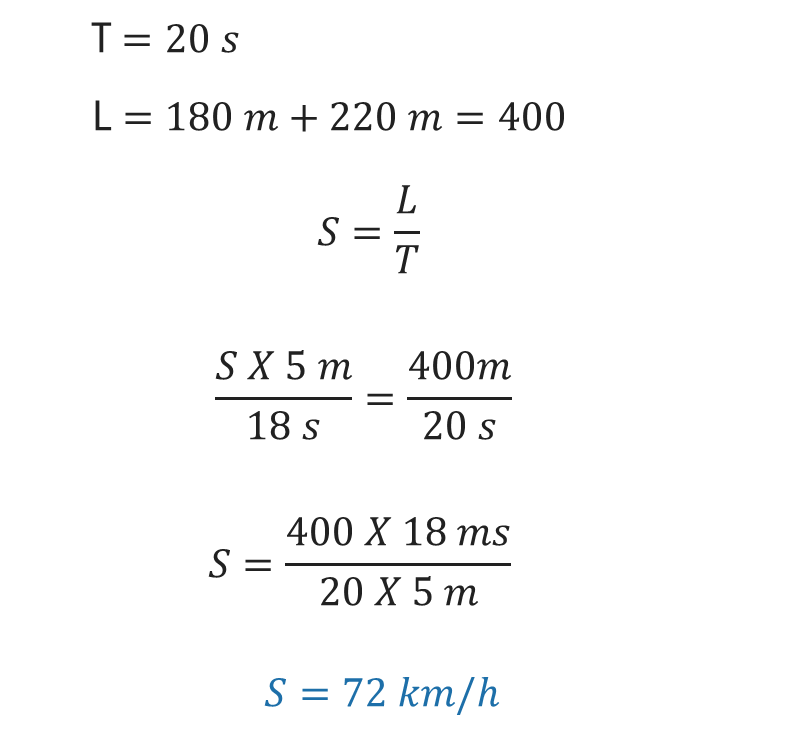 T = 20 s
L = 180 m + 220 m = 400
S = L/T
S X 5 m / 18 s = 400m / 20 s
S = 400 X 18 ms / 20 X 5 m
S = 72 km/h